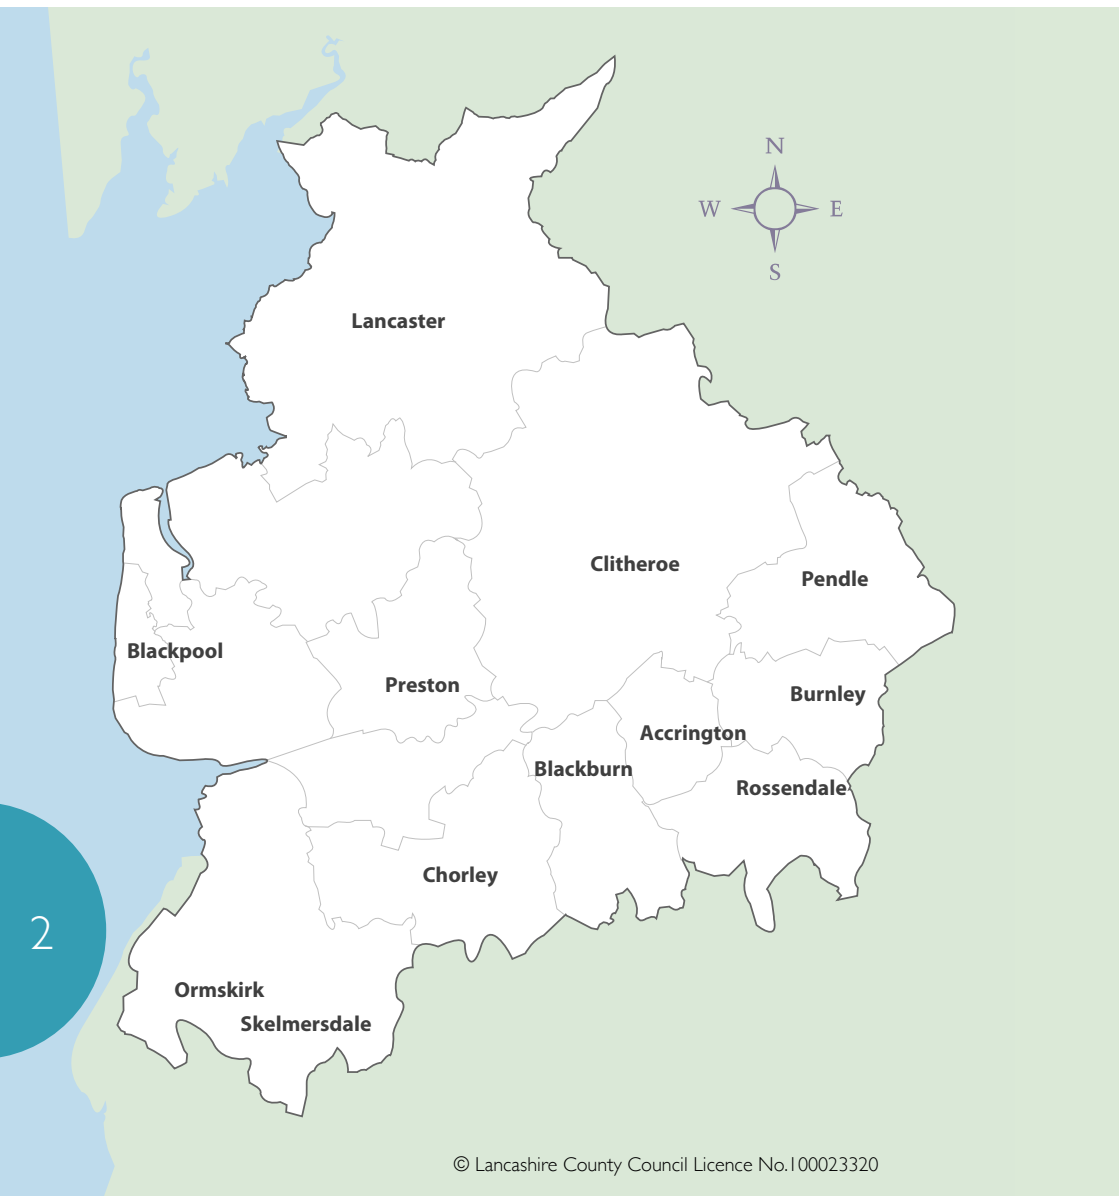 N
W E
S
Lancaster
Clitheroe
Pendle
Blackpool
Preston
Burnley
Accrington
Blackburn
Rossendale
Chorley
2
Ormskirk
Skelmersdale
© Lancashire County Council Licence No.100023320